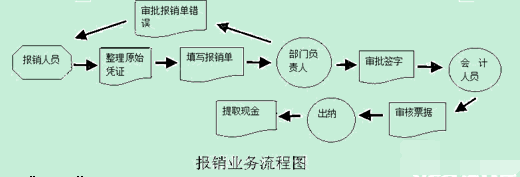 审批报销单错
误
报销人员
整理原始
凭证
填写报销单
部门负
责人
审批签字
会 计
人员
提取现金
出纳
审核票据
报销业务流程图